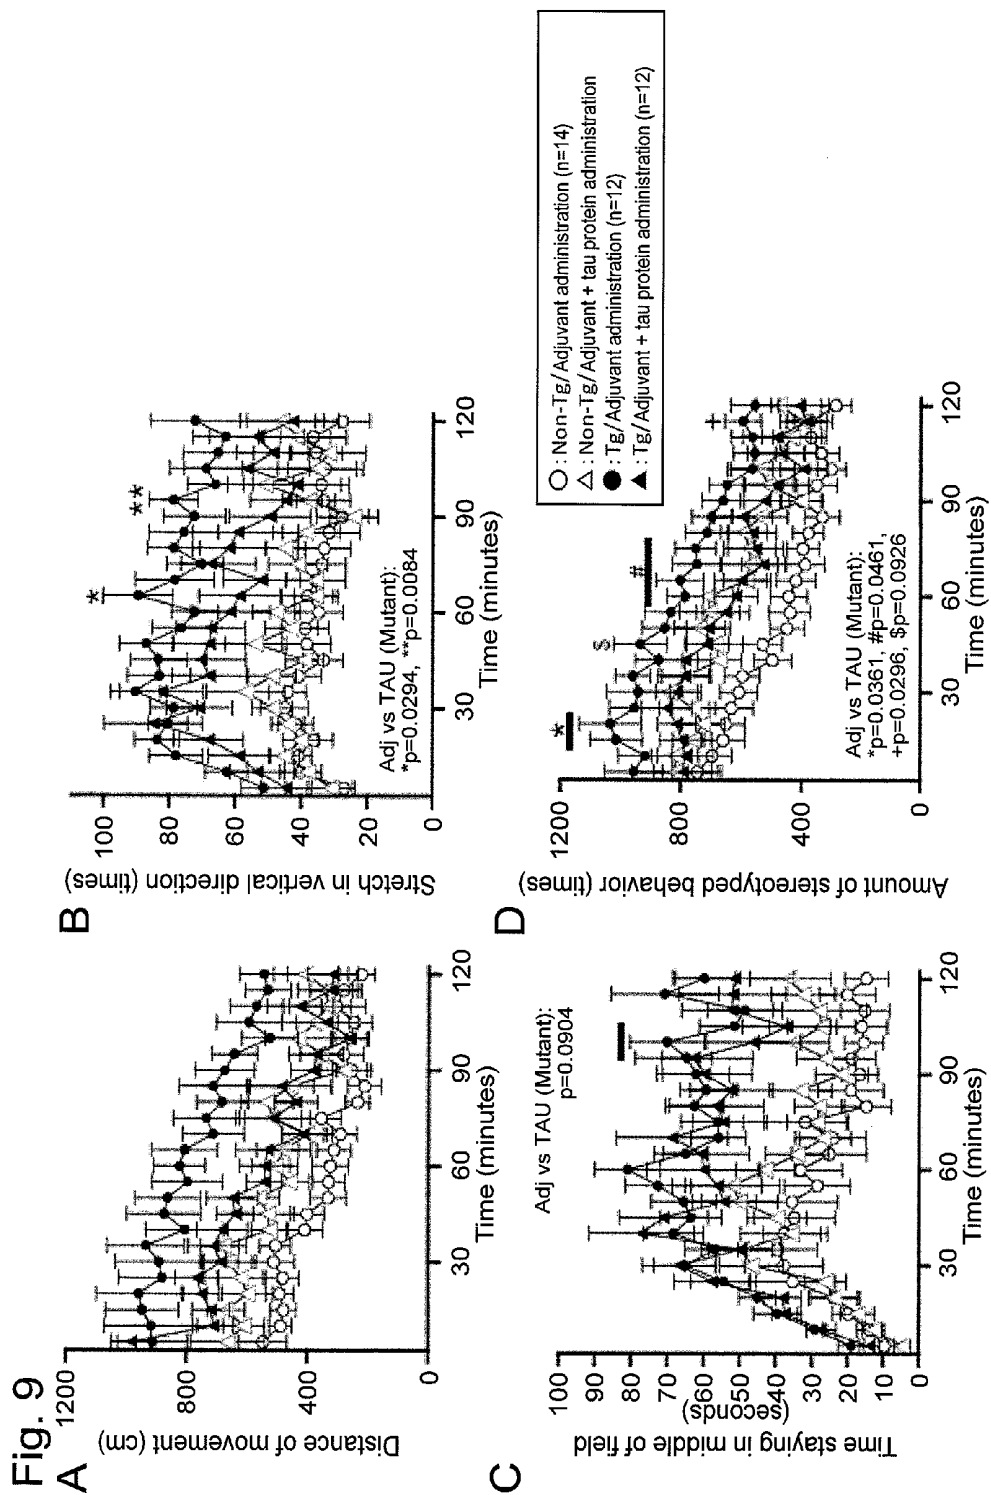 Fig. 9
A
Distance of movement (cm)
1200
800
400
0
30
60
90
120
Time (minutes)
B
Stretch in vertical direction (times)
100
80
60
40
20
0
*
**
Adj vs TAU (Mutant):
*p=0.0294, **p=0.0084
30
60
90
120
Time (minutes)
C
Time staying in middle of field
(seconds)
100
90
80
70
60
50
40
30
20
10
0
Adj vs TAU (Mutant):
p=0.0904
30
60
90
120
Time (minutes)
D
Amount of stereotyped behavior (times)
1200
800
400
0
*
$
#
+
Adj vs TAU (Mutant):
*p=0.0361, #p=0.0461,
+p=0.0296, $p=0.0926
30
60
90
120
Time (minutes)
○ : Non-Tg/Adjuvant administration (n=14)
△ : Non-Tg/Adjuvant + tau protein administration
● : Tg/Adjuvant administration (n=12)
▲ : Tg/Adjuvant + tau protein administration (n=12)